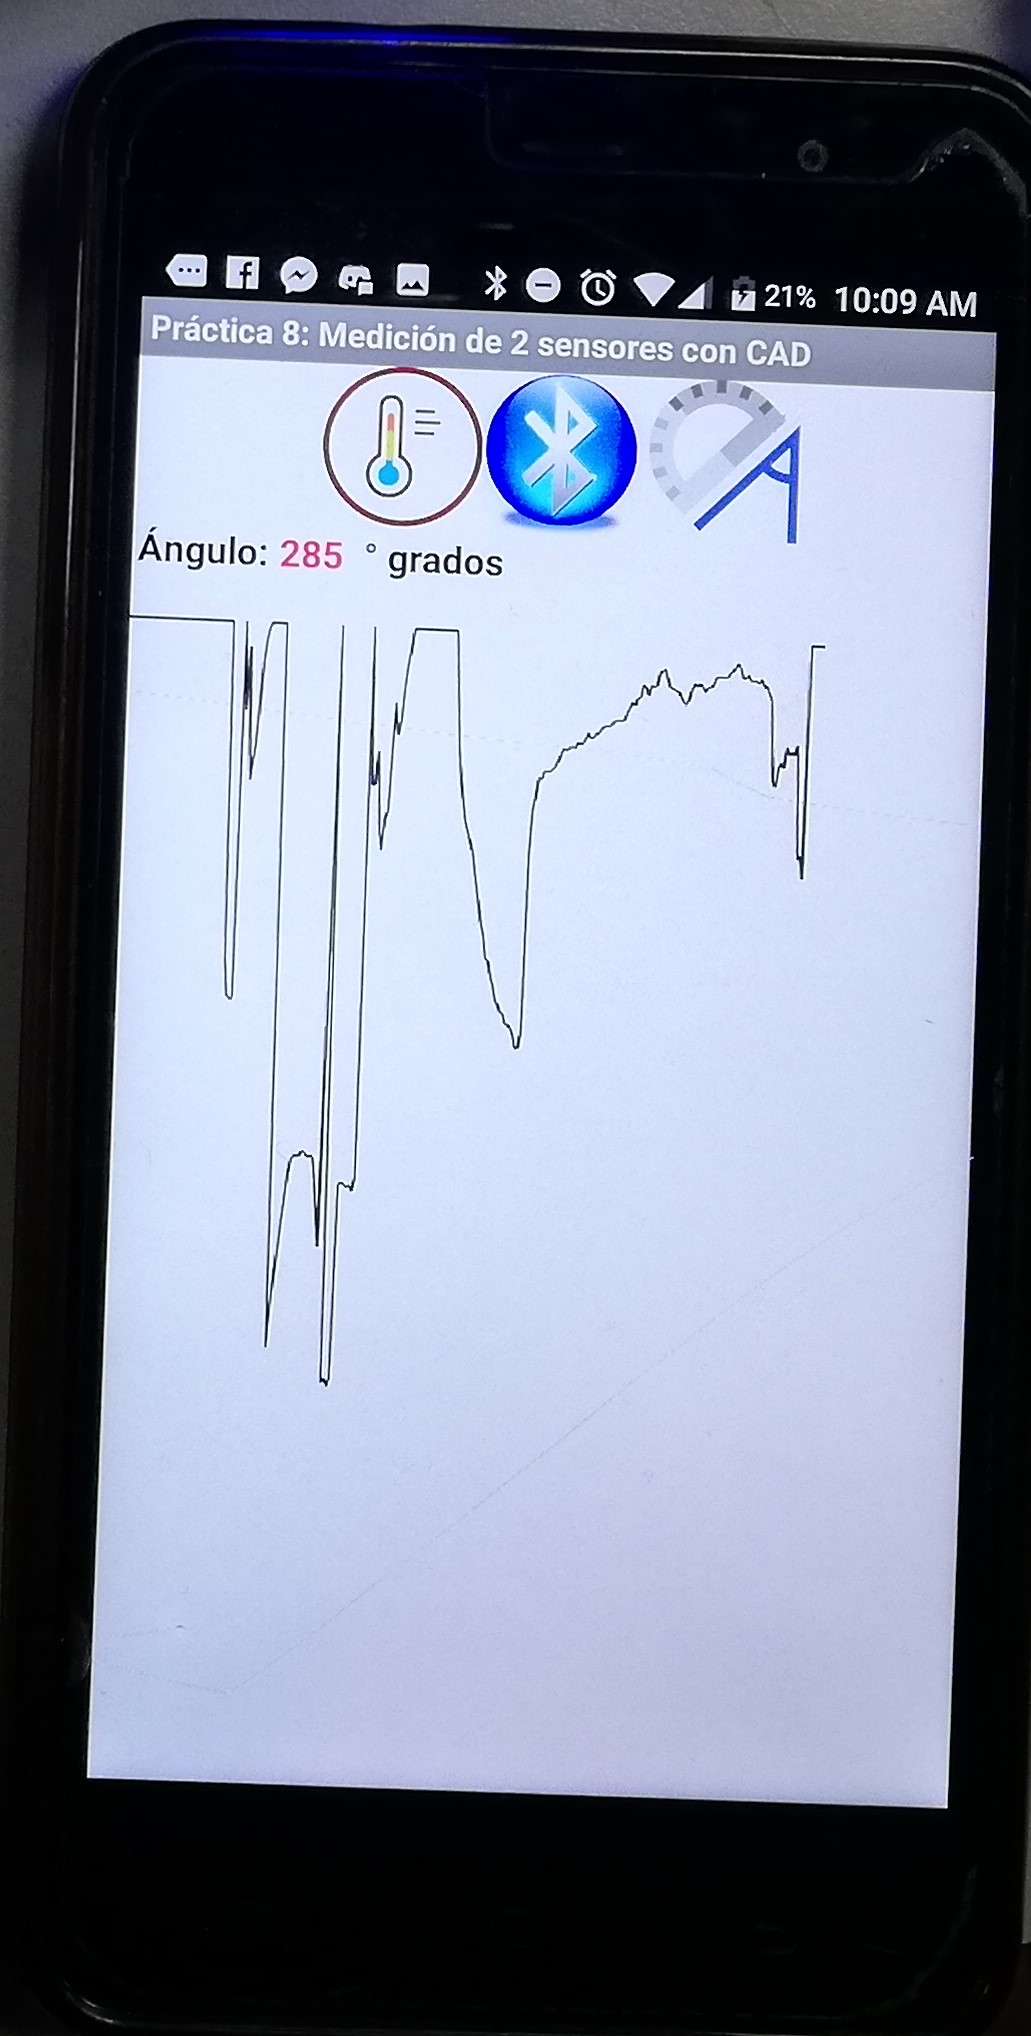 21% 10:09 AM
Práctica 8: Medición de 2 sensores con CAD
Ángulo: 285 ° grados